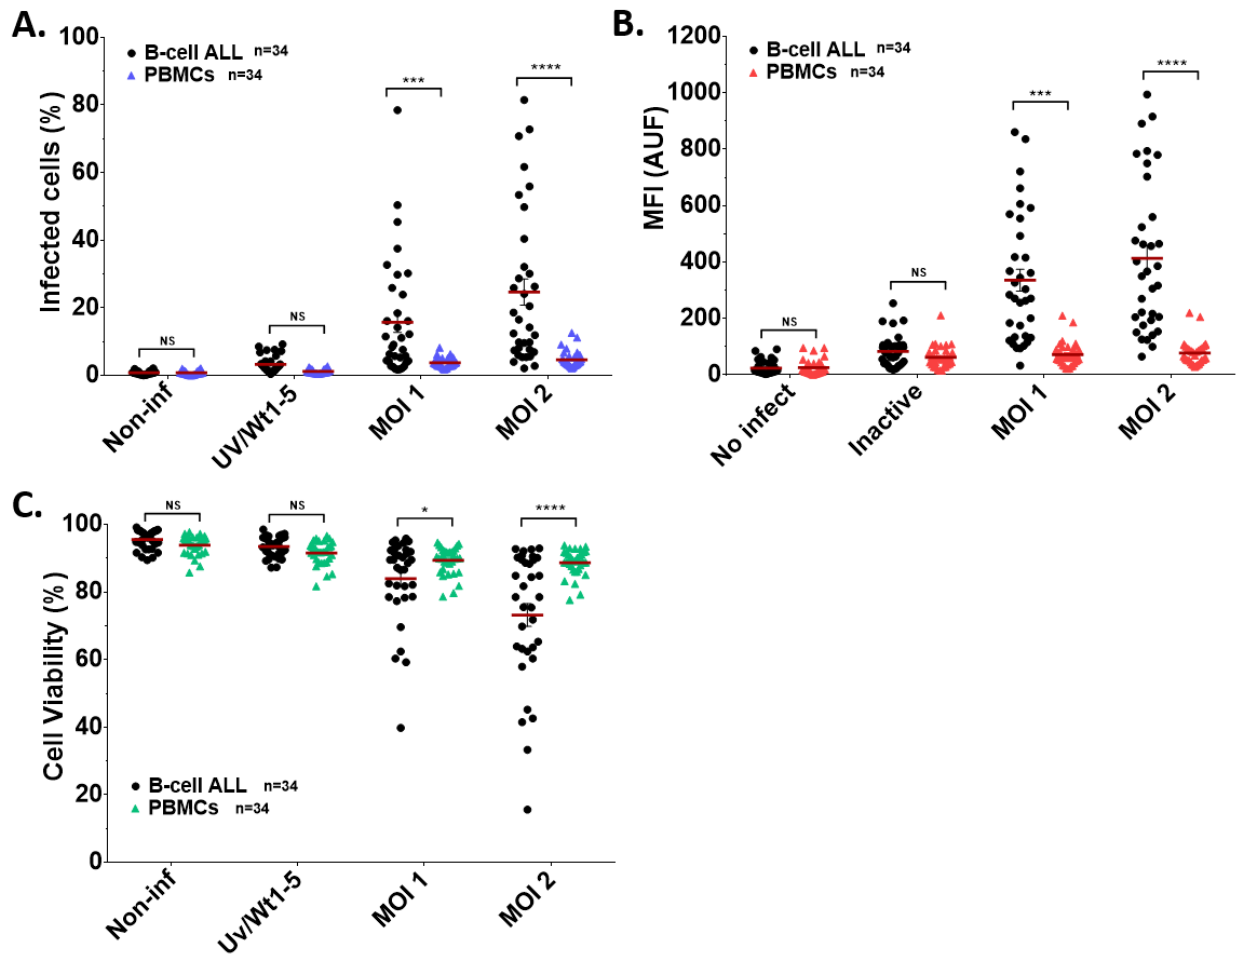 A.
100
80
60
40
20
0
Infected cells (%)
B-cell ALL n=34
PBMCs n=34
NS
NS
***
****
Non-inf
UV/Wt1-5
MOI 1
MOI 2
B.
1200
1000
800
600
400
200
0
MFI (AUF)
B-cell ALL n=34
PBMCs n=34
NS
NS
***
****
No infect
Inactive
MOI 1
MOI 2
C.
100
80
60
40
20
0
Cell Viability (%)
NS
NS
*
****
B-cell ALL n=34
PBMCs n=34
Non-inf
Uv/Wt1-5
MOI 1
MOI 2